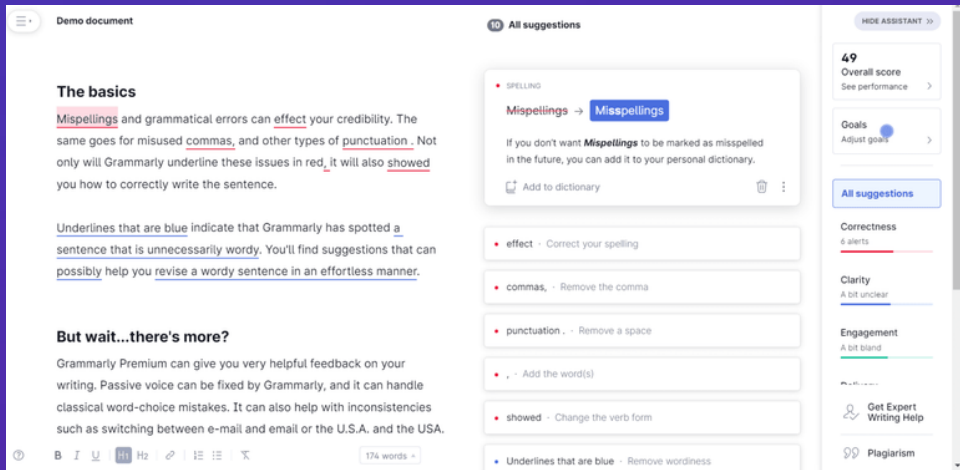 Demo document
The basics
Mispellings and grammatical errors can effect your credibility. The
same goes for misused commas, and other types of punctuation . Not
only will Grammarly underline these issues in red, it will also showed
you how to correctly write the sentence.
Underlines that are blue indicate that Grammarly has spotted a
sentence that is unnecessarily wordy. You'll find suggestions that can
possibly help you revise a wordy sentence in an effortless manner.
But wait...there's more?
Grammarly Premium can give you very helpful feedback on your
writing. Passive voice can be fixed by Grammarly, and it can handle
classical word-choice mistakes. It can also help with inconsistencies
such as switching between e-mail and email or the U.S.A. and the USA.
B I U H1 H2
174 words
10 All suggestions
SPELLING
Mispellings → Misspellings
If you don't want Mispellings to be marked as misspelled
in the future, you can add it to your personal dictionary.
Add to dictionary
effect · Correct your spelling
commas, · Remove the comma
punctuation . · Remove a space
, · Add the word(s)
showed · Change the verb form
Underlines that are blue · Remove wordiness
HIDE ASSISTANT
49
Overall score
See performance
Goals
Adjust goals
All suggestions
Correctness
6 alerts
Clarity
A bit unclear
Engagement
A bit bland
Get Expert
Writing Help
Plagiarism